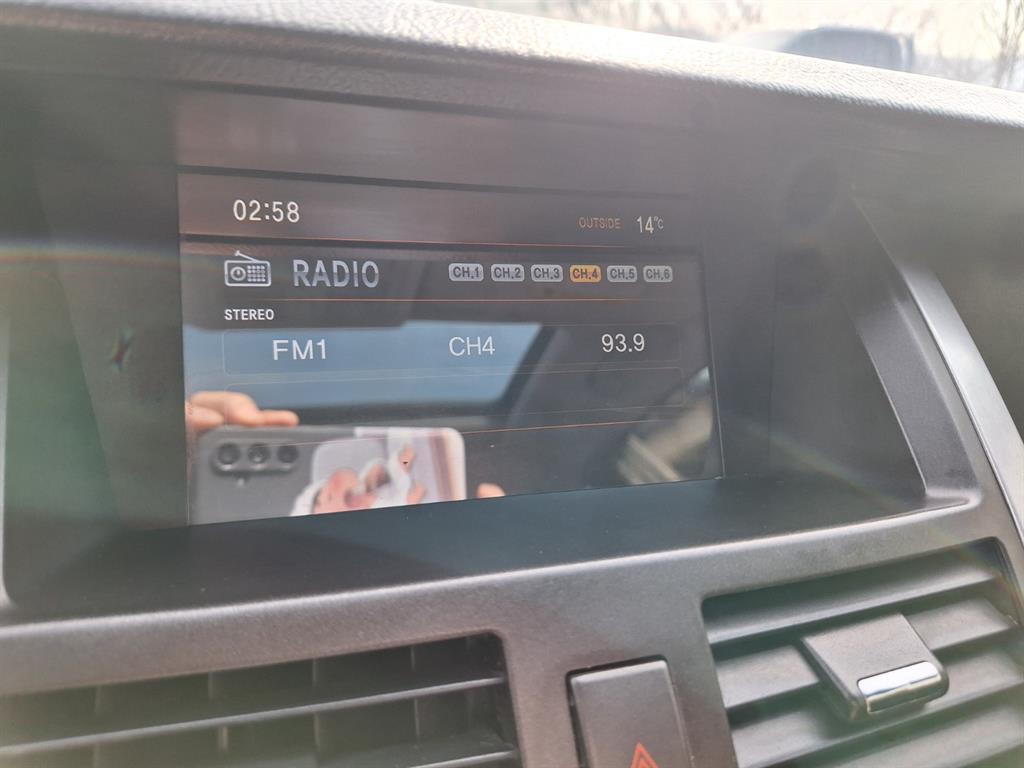 02:58 OUTSIDE 14°C
RADIO CH.1 CH.2 CH.3 CH.4 CH.5 CH.6
STEREO
FM1 CH4 93.9